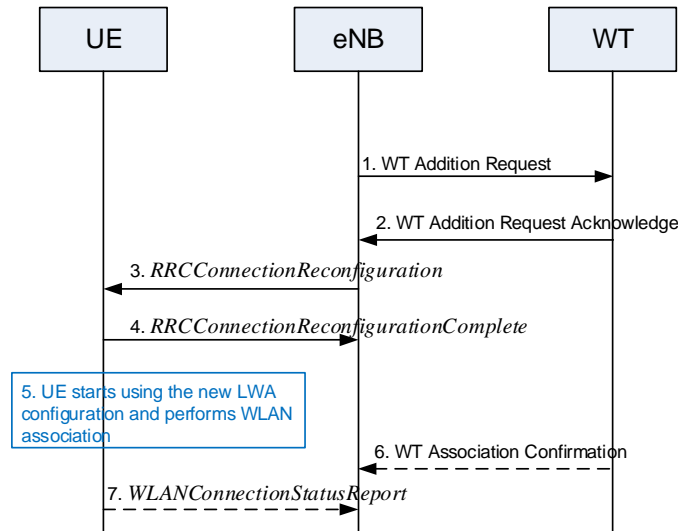 UE
eNB
WT
1. WT Addition Request
2. WT Addition Request Acknowledge
3. RRCConnectionReconfiguration
4. RRCConnectionReconfigurationComplete
5. UE starts using the new LWA
configuration and performs WLAN
association
6. WT Association Confirmation
7. WLANConnectionStatusReport